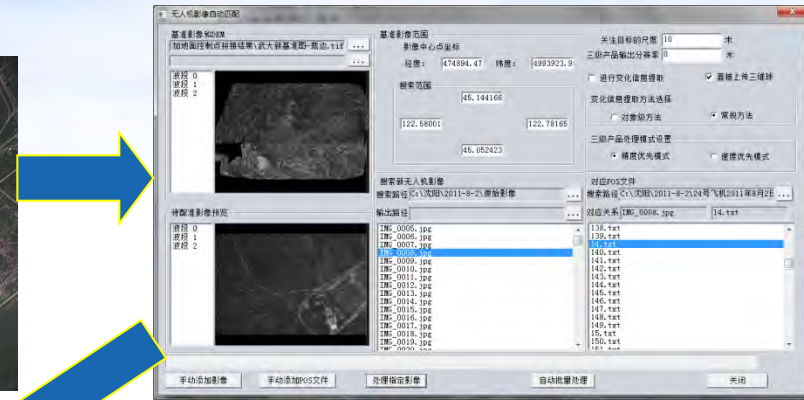 无人机影像自动匹配
基准影像和DEM
加地面控制点拼接结果\武大额基准图-裁边.tif
...
...
波段 0
波段 1
波段 2
基准影像范围
影像中心点坐标
经度: 474894.47 纬度: 4993923.9
搜索范围
45.144166
122.58001 122.78165
45.052423
关注目标的尺度 10 米
三级产品输出分辨率 0 米
进行变化信息提取 直接上传三维球
变化信息提取方法选择
对象级方法 常规方法
三级产品处理模式设置
精度优先模式 速度优先模式
待配准影像预览
波段 0
波段 1
波段 2
搜索新无人机影像
搜索路径 C:\沈阳\2011-8-2\原始影像 ...
输出路径 ...
IMG_0005.jpg
IMG_0006.jpg
IMG_0007.jpg
IMG_0008.jpg
IMG_0009.jpg
IMG_0010.jpg
IMG_0011.jpg
IMG_0012.jpg
IMG_0013.jpg
IMG_0014.jpg
IMG_0015.jpg
IMG_0016.jpg
IMG_0017.jpg
IMG_0018.jpg
IMG_0019.jpg
IMG_0020.jpg
对应POS文件
搜索路径 C:\沈阳\2011-8-2\24号飞机2011年8月2E ...
对应关系 IMG_0008.jpg 14.txt
138.txt
139.txt
14.txt
140.txt
141.txt
142.txt
143.txt
144.txt
145.txt
146.txt
147.txt
148.txt
149.txt
15.txt
150.txt
151.txt
手动添加影像 手动添加POS文件 处理指定影像 自动批量处理 关闭